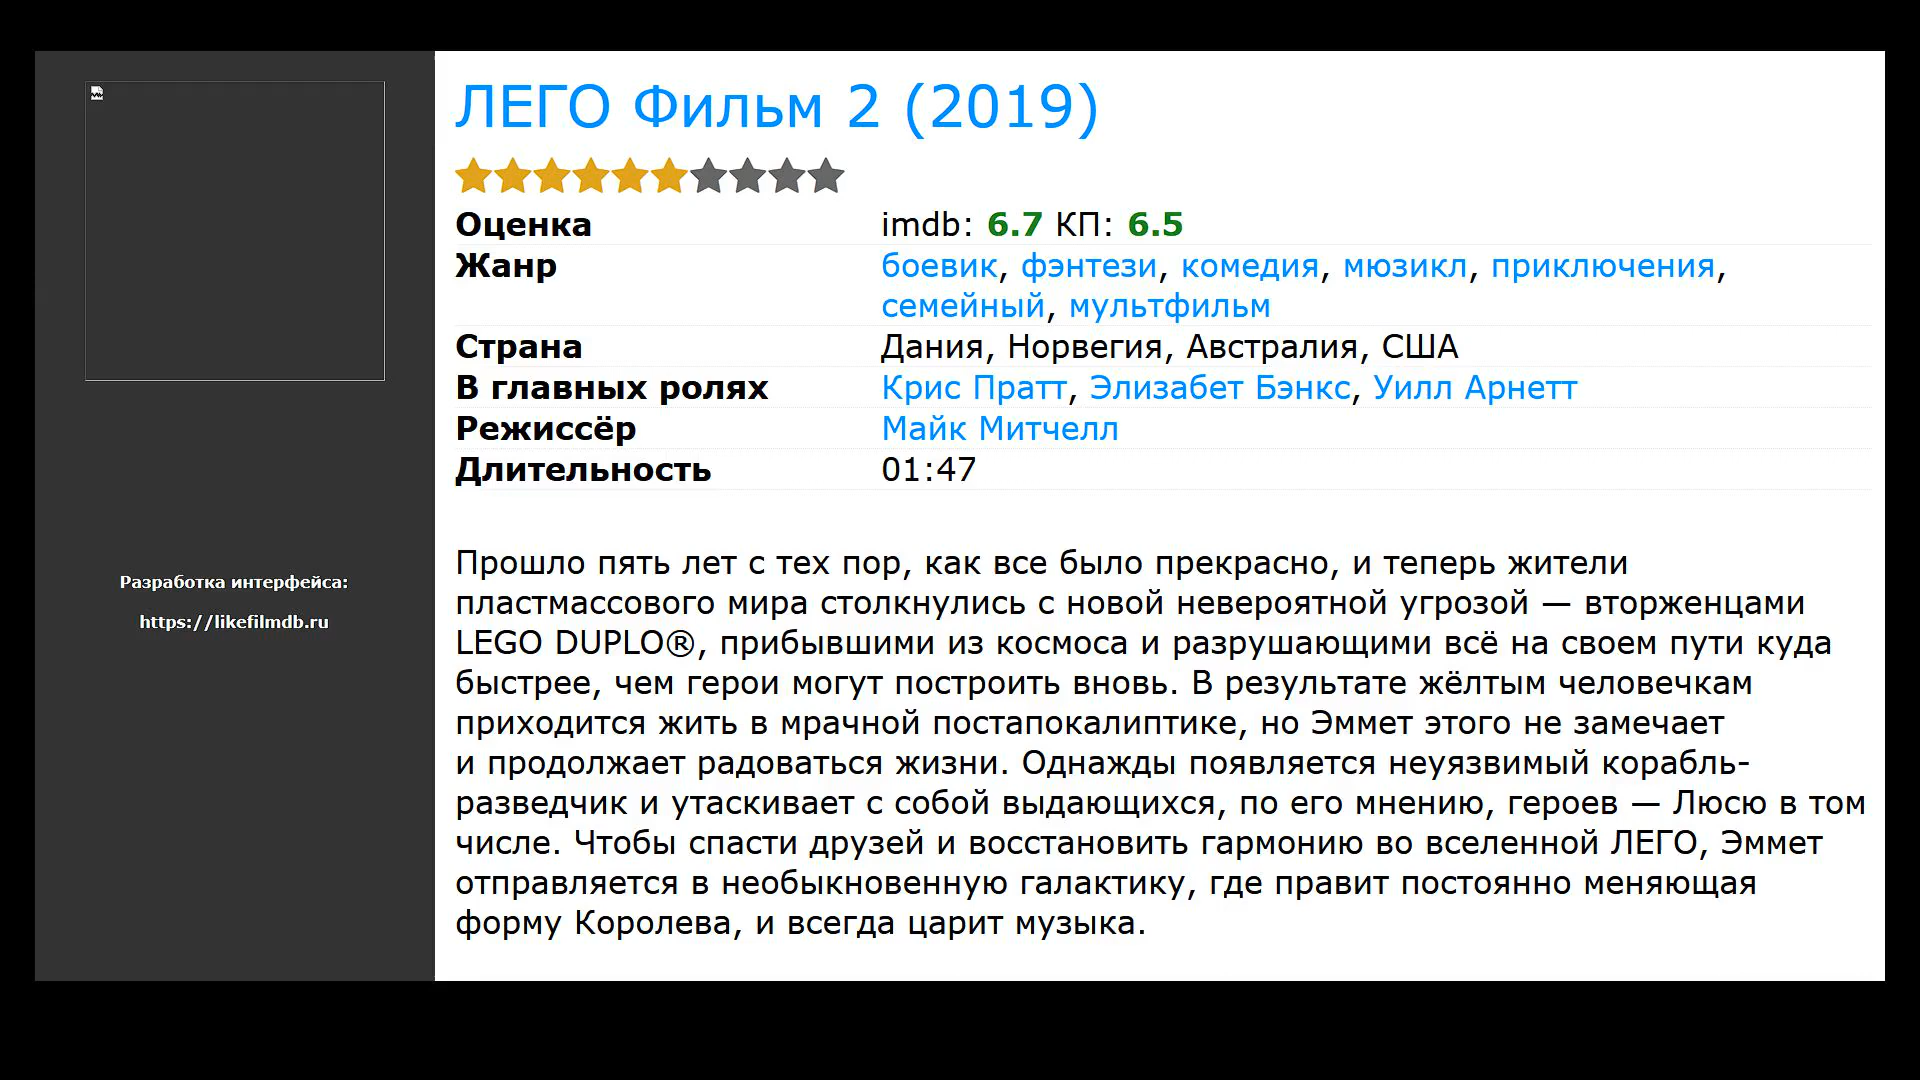 ЛЕГО Фильм 2 (2019)
Оценка imdb: 6.7 КП: 6.5
Жанр боевик, фэнтези, комедия, мюзикл, приключения,
семейный, мультфильм
Страна Дания, Норвегия, Австралия, США
В главных ролях Крис Пратт, Элизабет Бэнкс, Уилл Арнетт
Режиссёр Майк Митчелл
Длительность 01:47
Разработка интерфейса:
https://likefilmdb.ru
Прошло пять лет с тех пор, как все было прекрасно, и теперь жители
пластмассового мира столкнулись с новой невероятной угрозой — вторженцами
LEGO DUPLO®, прибывшими из космоса и разрушающими всё на своем пути куда
быстрее, чем герои могут построить вновь. В результате жёлтым человечкам
приходится жить в мрачной постапокалиптике, но Эммет этого не замечает
и продолжает радоваться жизни. Однажды появляется неуязвимый корабль-
разведчик и утаскивает с собой выдающихся, по его мнению, героев — Люсю в том
числе. Чтобы спасти друзей и восстановить гармонию во вселенной ЛЕГО, Эммет
отправляется в необыкновенную галактику, где правит постоянно меняющая
форму Королева, и всегда царит музыка.